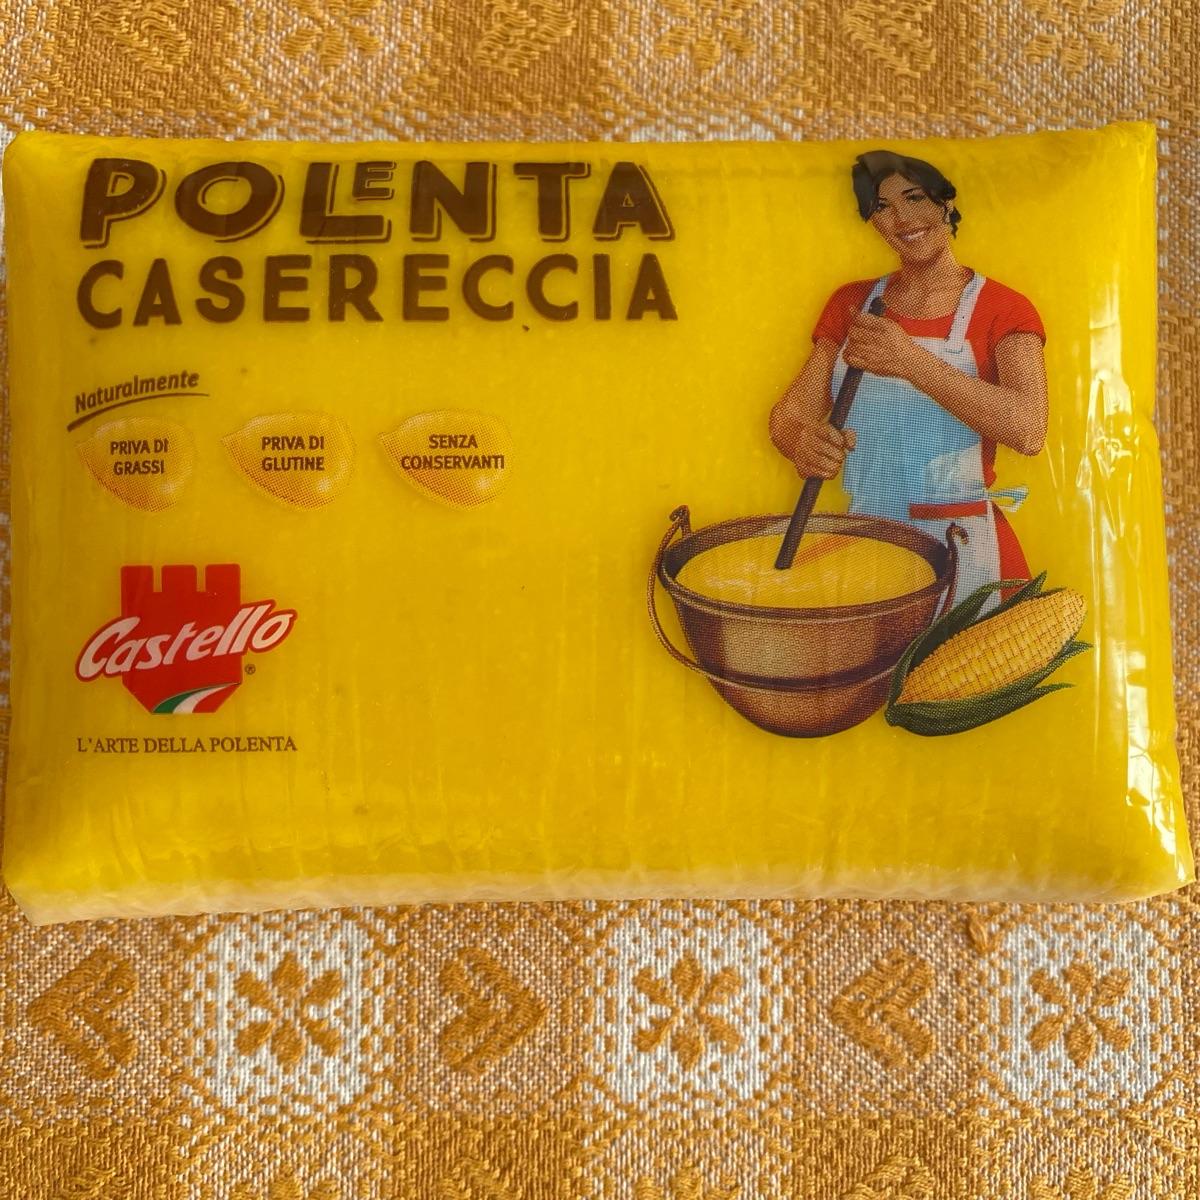 POLENTA
CASERECCIA
Naturalmente
PRIVA DI
GRASSI
PRIVA DI
GLUTINE
SENZA
CONSERVANTI
Castello®
L'ARTE DELLA POLENTA